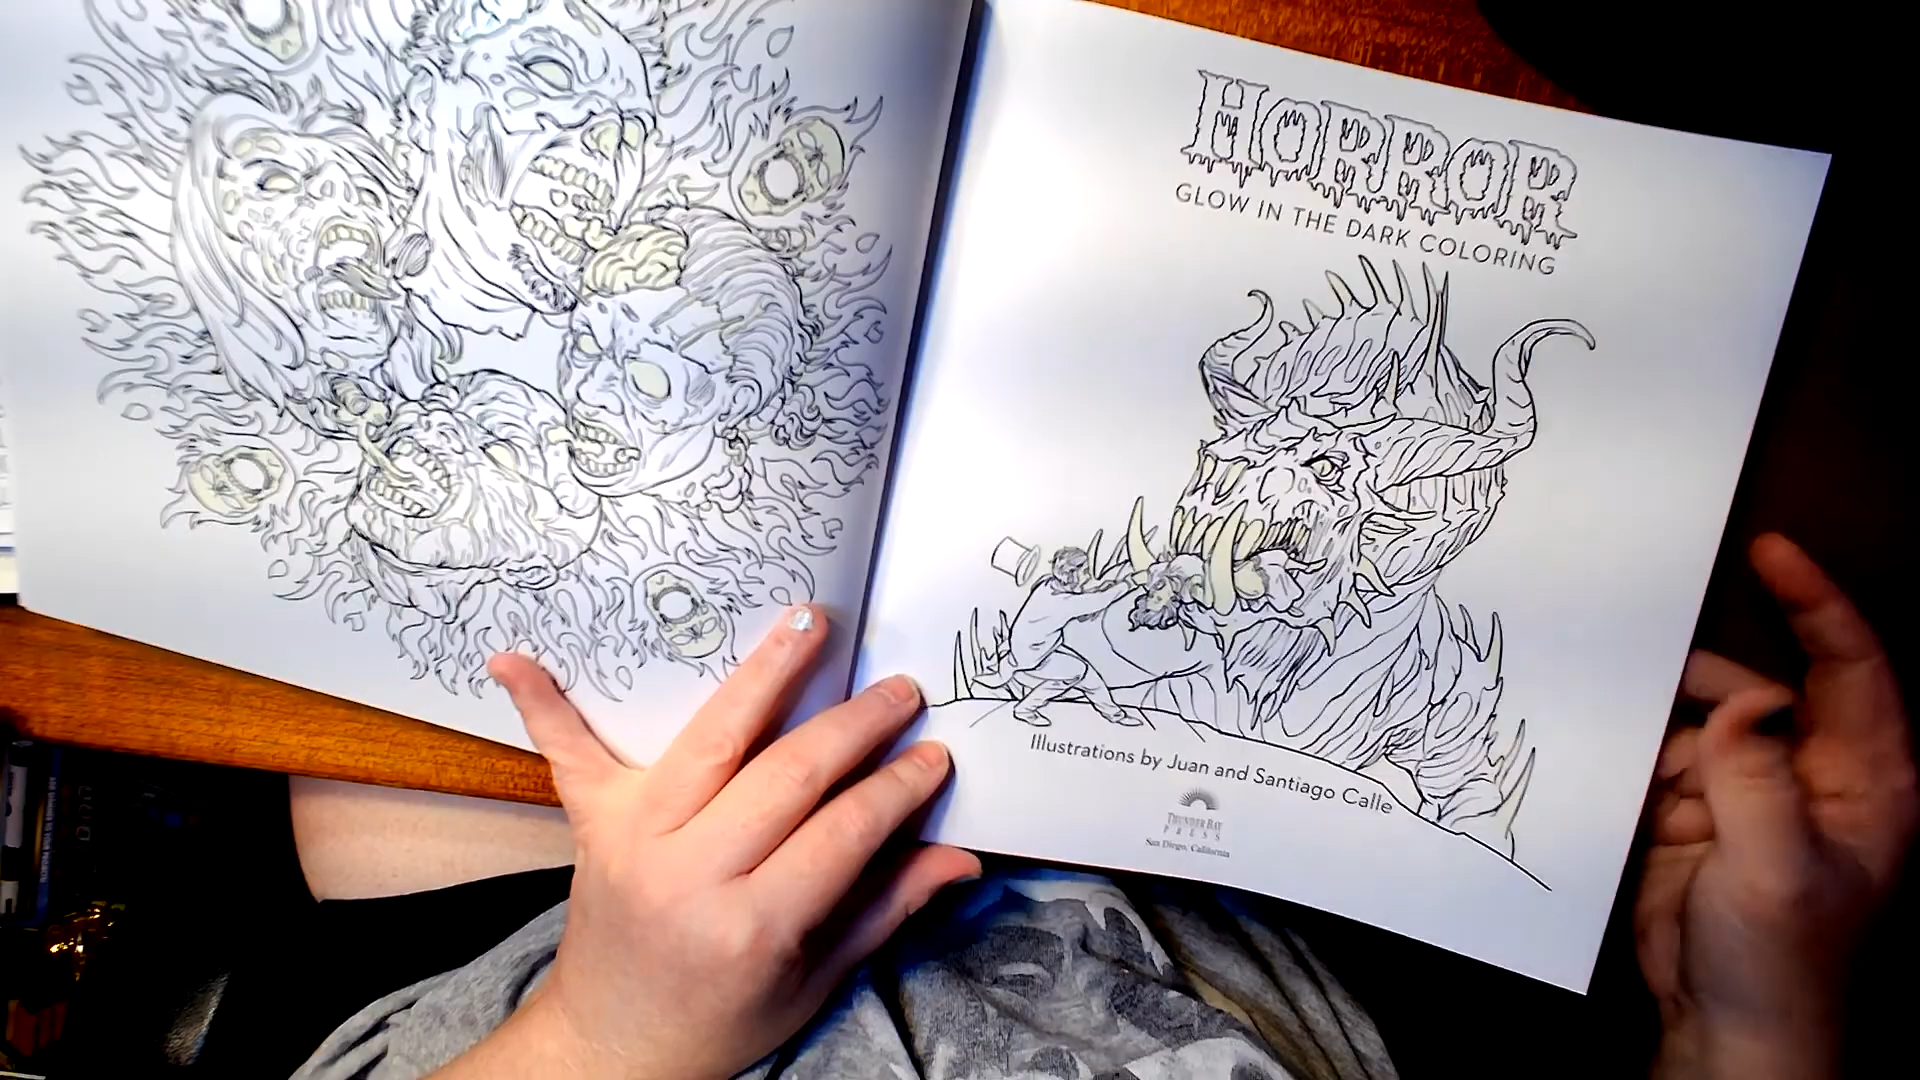 HORROR
GLOW IN THE DARK COLORING
Illustrations by Juan and Santiago Calle
THUNDER BAY
PRESS
San Diego, California